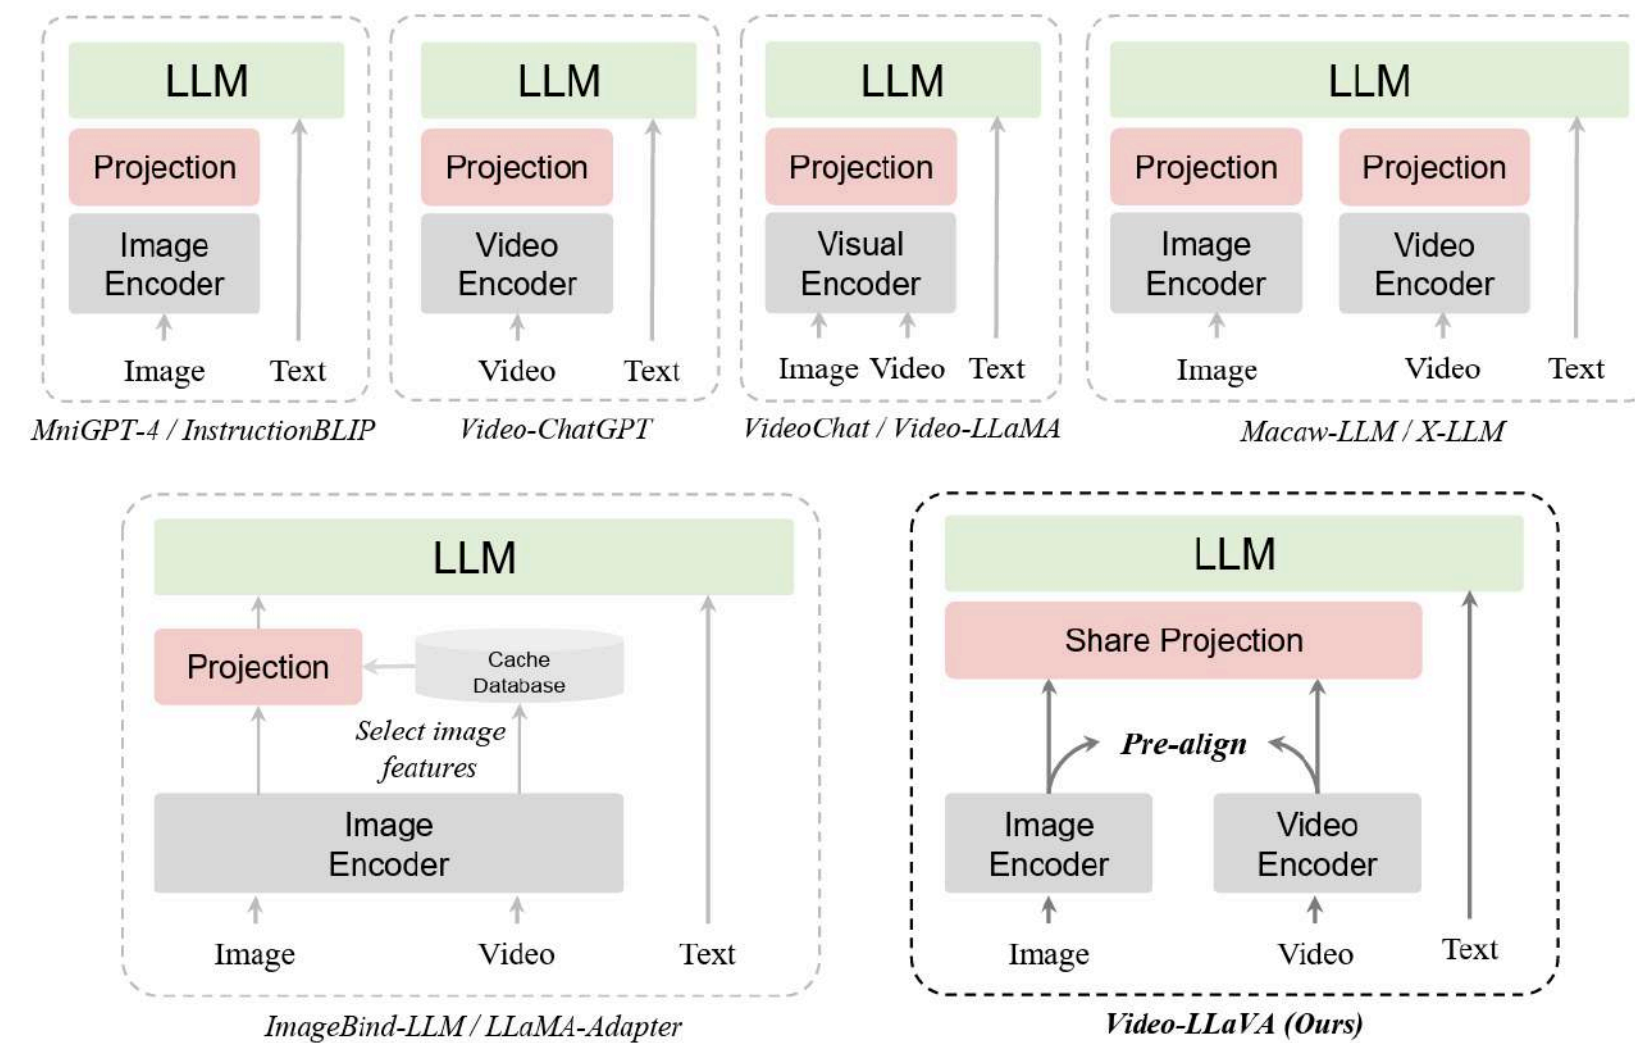 LLM
Projection
Image
Encoder
Image
Text
MniGPT-4 / InstructionBLIP
LLM
Projection
Video
Encoder
Video
Text
Video-ChatGPT
LLM
Projection
Visual
Encoder
Image
Video
Text
VideoChat / Video-LLaMA
LLM
Projection
Projection
Image
Encoder
Video
Encoder
Image
Video
Text
Macaw-LLM / X-LLM
LLM
Projection
Cache
Database
Select image
features
Image
Encoder
Image
Video
Text
ImageBind-LLM / LLaMA-Adapter
LLM
Share Projection
Pre-align
Image
Encoder
Video
Encoder
Image
Video
Text
Video-LLaVA (Ours)